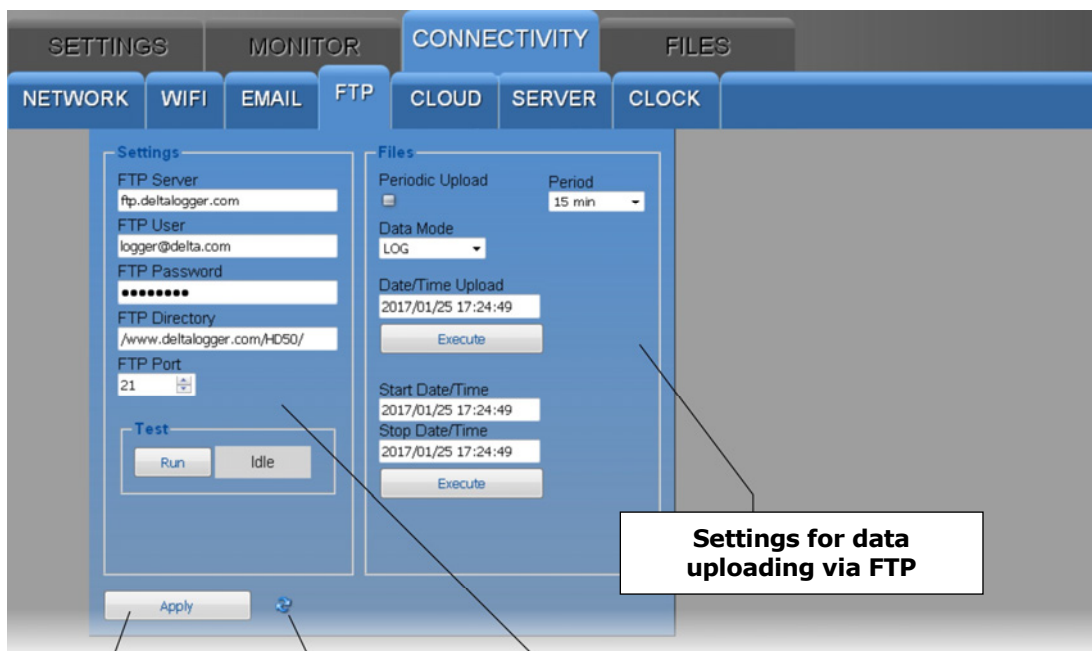 SETTINGS MONITOR CONNECTIVITY FILES
NETWORK WIFI EMAIL FTP CLOUD SERVER CLOCK
Settings
FTP Server
ftp.deltalogger.com
FTP User
logger@delta.com
FTP Password
●●●●●●●●
FTP Directory
/www.deltalogger.com/HD50/
FTP Port
21
Test
Run Idle
Files
Periodic Upload Period
15 min
Data Mode
LOG
Date/Time Upload
2017/01/25 17:24:49
Execute
Start Date/Time
2017/01/25 17:24:49
Stop Date/Time
2017/01/25 17:24:49
Execute
Settings for data
uploading via FTP
Apply